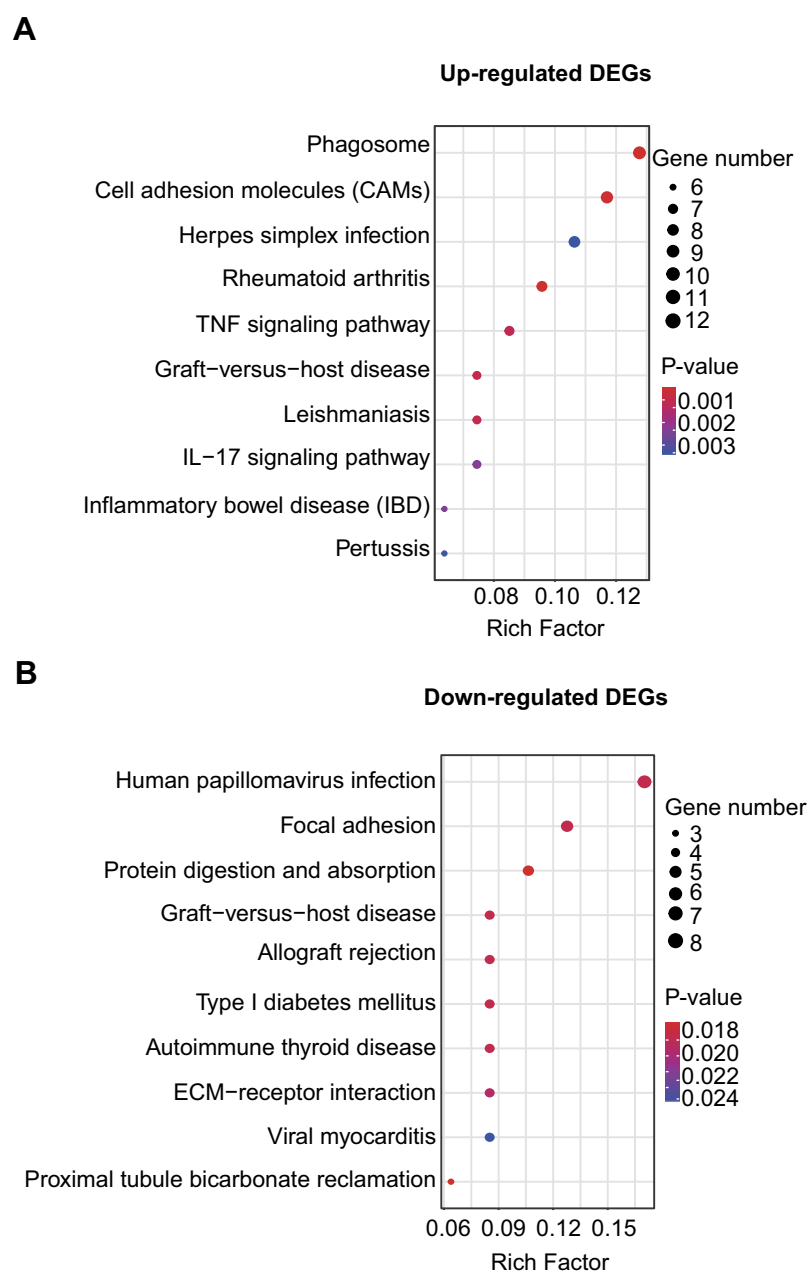 A
Up-regulated DEGs
Phagosome
Cell adhesion molecules (CAMs)
Herpes simplex infection
Rheumatoid arthritis
TNF signaling pathway
Graft−versus−host disease
Leishmaniasis
IL−17 signaling pathway
Inflammatory bowel disease (IBD)
Pertussis
0.08 0.10 0.12
Rich Factor
Gene number
6
7
8
9
10
11
12
P-value
0.001
0.002
0.003
B
Down-regulated DEGs
Human papillomavirus infection
Focal adhesion
Protein digestion and absorption
Graft−versus−host disease
Allograft rejection
Type I diabetes mellitus
Autoimmune thyroid disease
ECM−receptor interaction
Viral myocarditis
Proximal tubule bicarbonate reclamation
0.06 0.09 0.12 0.15
Rich Factor
Gene number
3
4
5
6
7
8
P-value
0.018
0.020
0.022
0.024